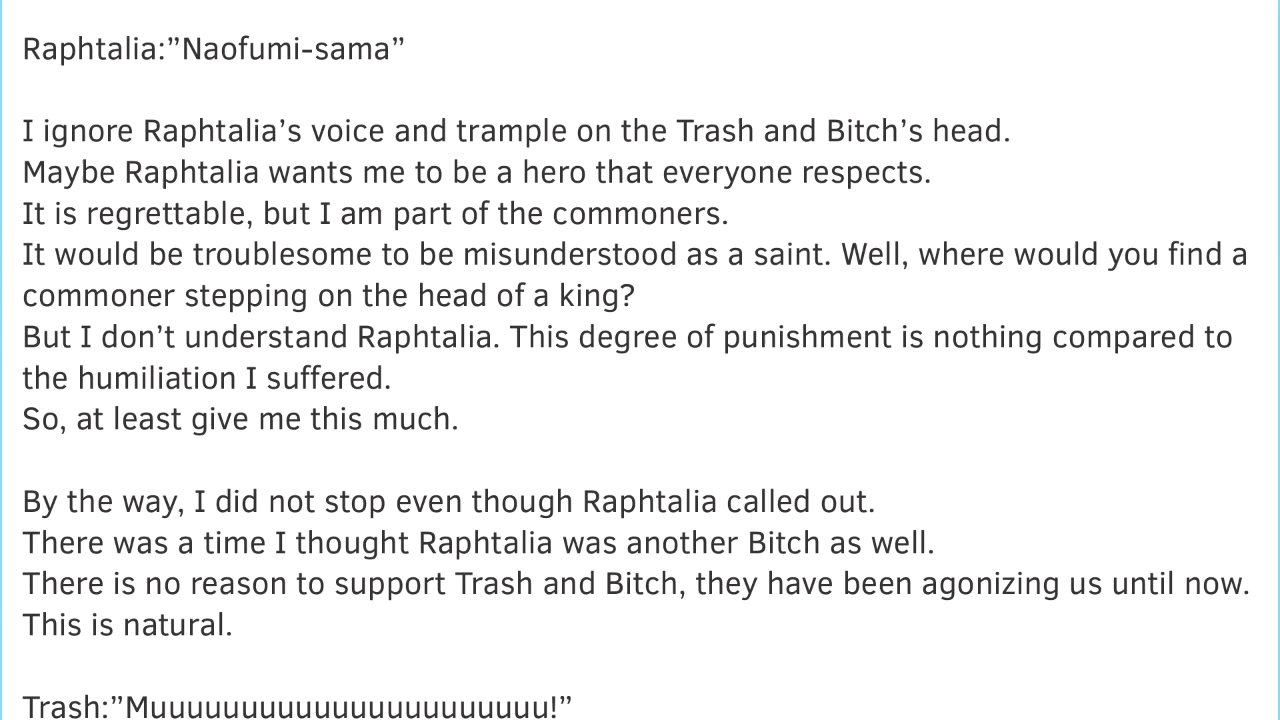 Raphtalia:”Naofumi-sama”
I ignore Raphtalia’s voice and trample on the Trash and Bitch’s head.
Maybe Raphtalia wants me to be a hero that everyone respects.
It is regrettable, but I am part of the commoners.
It would be troublesome to be misunderstood as a saint. Well, where would you find a
commoner stepping on the head of a king?
But I don’t understand Raphtalia. This degree of punishment is nothing compared to
the humiliation I suffered.
So, at least give me this much.
By the way, I did not stop even though Raphtalia called out.
There was a time I thought Raphtalia was another Bitch as well.
There is no reason to support Trash and Bitch, they have been agonizing us until now.
This is natural.
Trash:”Muuuuuuuuuuuuuuuuuuuuuu!”